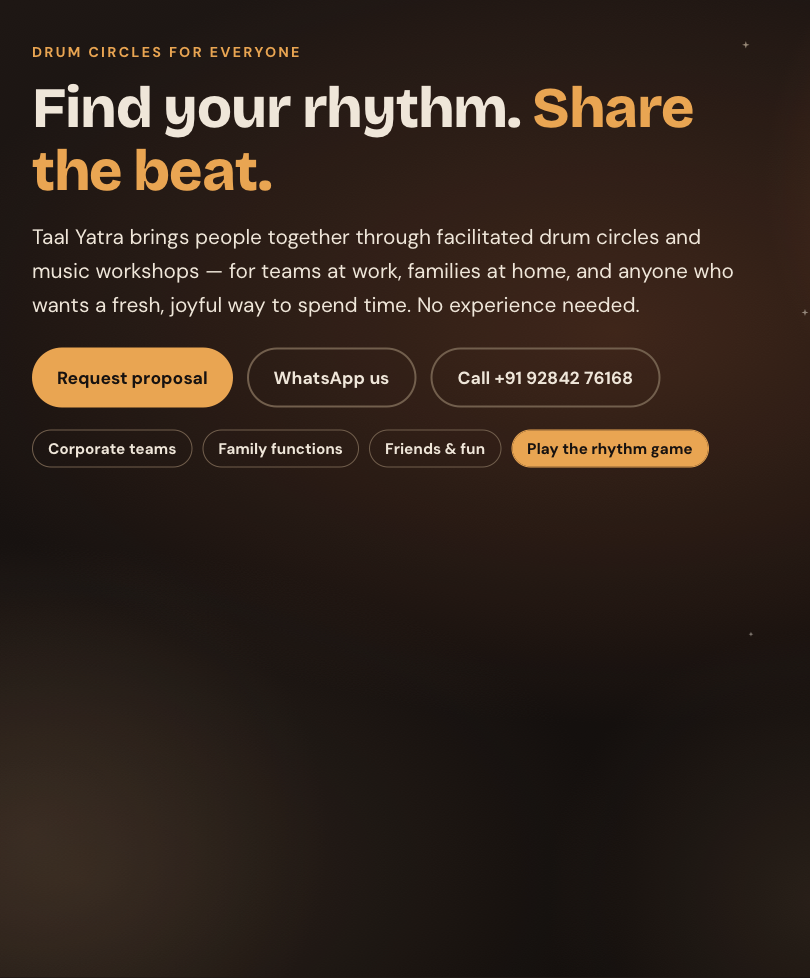 DRUM CIRCLES FOR EVERYONE
Find your rhythm. Share
the beat.
Taal Yatra brings people together through facilitated drum circles and
music workshops — for teams at work, families at home, and anyone who
wants a fresh, joyful way to spend time. No experience needed.
Request proposal
WhatsApp us
Call +91 92842 76168
Corporate teams
Family functions
Friends & fun
Play the rhythm game